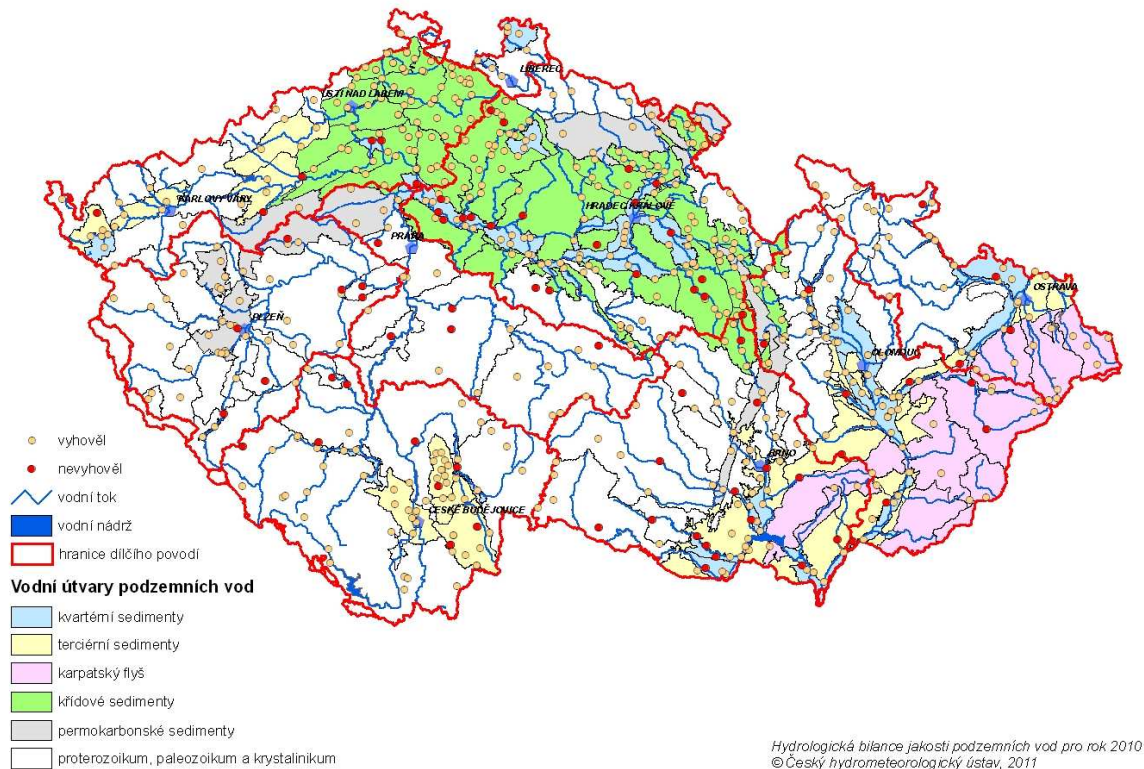 LIBEREC
ÚSTÍ NAD LABEM
KARLOVY VARY
HRADEC KRÁLOVÉ
PRAHA
OSTRAVA
PLZEŇ
OLOMOUC
BRNO
ČESKÉ BUDĚJOVICE
vyhověl
nevyhověl
vodní tok
vodní nádrž
hranice dílčího povodí
Vodní útvary podzemních vod
kvartérní sedimenty
terciérní sedimenty
karpatský flyš
křídové sedimenty
permokarbonské sedimenty
proterozoikum, paleozoikum a krystalinikum
Hydrologická bilance jakosti podzemních vod pro rok 2010
© Český hydrometeorologický ústav, 2011